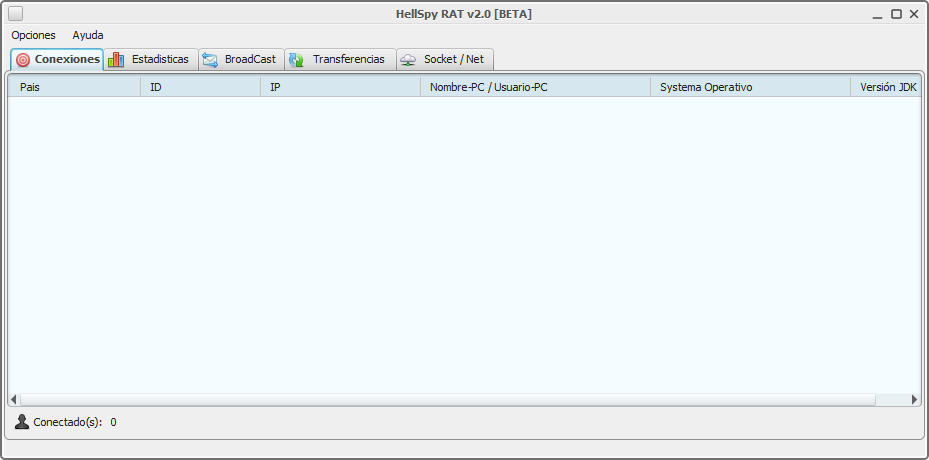 HellSpy RAT v2.0 [BETA]
Opciones Ayuda
Conexiones Estadisticas BroadCast Transferencias Socket / Net
Pais ID IP Nombre-PC / Usuario-PC Systema Operativo Versión JDK
Conectado(s): 0